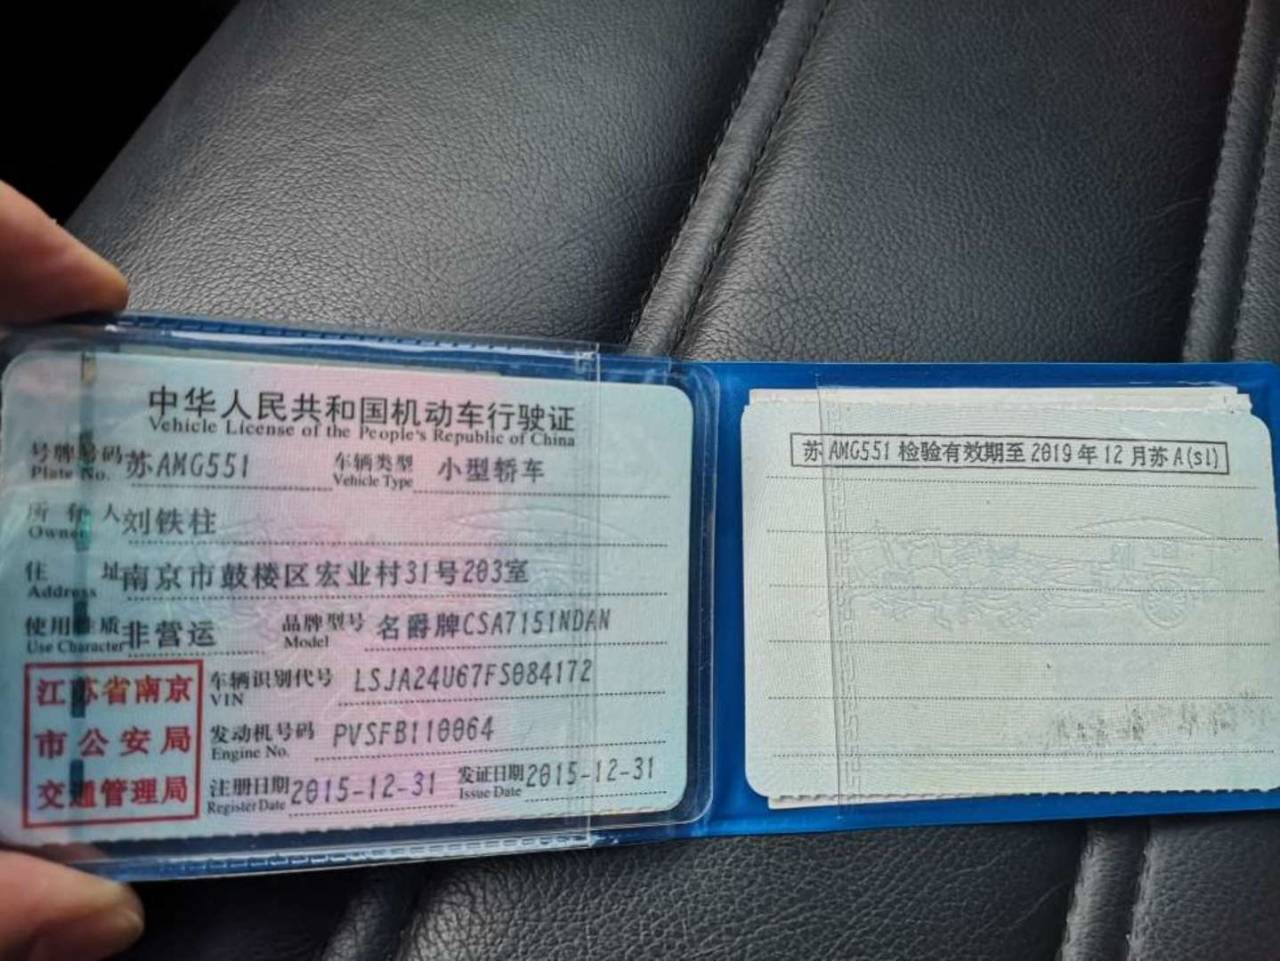 中华人民共和国机动车行驶证
Vehicle License of the People's Republic of China
号牌号码 苏AMG551 车辆类型 小型轿车
Plate No. Vehicle Type
所有人 刘铁柱
Owner
住址 南京市鼓楼区宏业村31号203室
Address
使用性质 非营运 品牌型号 名爵牌CSA7151NDAN
Use Character Model
江苏省南京
市公安局
交通管理局
车辆识别代号 LSJA24U67FS084172
VIN
发动机号码 PVSFB110064
Engine No.
注册日期 2015-12-31 发证日期 2015-12-31
Register Date Issue Date
苏AMG551 检验有效期至 2019年12月苏A(sl)